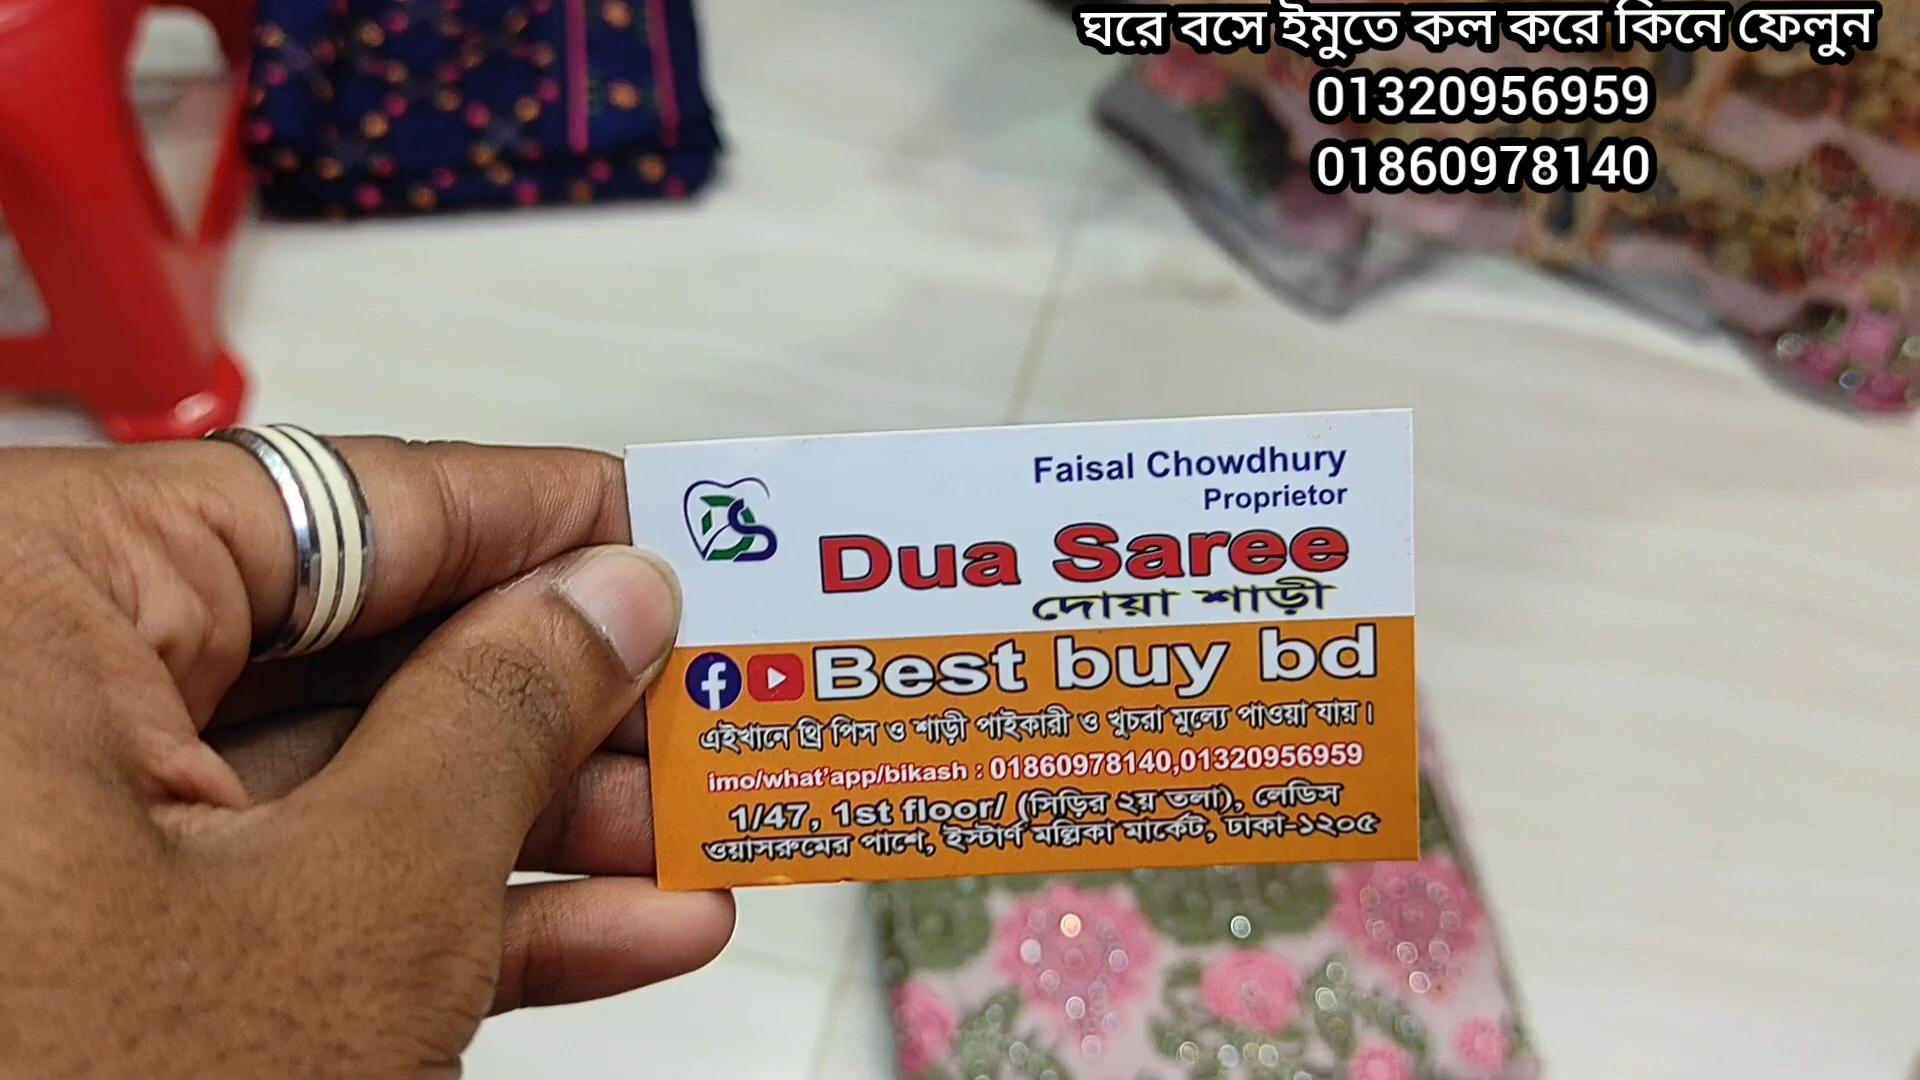 ঘরে বসে ইমুতে কল করে কিনে ফেলুন
01320956959
01860978140
Faisal Chowdhury
Proprietor
DS
Dua Saree
দোয়া শাড়ী
Best buy bd
এইখানে থ্রি পিস ও শাড়ী পাইকারী ও খুচরা মুল্যে পাওয়া যায়।
imo/what'app/bikash : 01860978140,01320956959
1/47, 1st floor/ (সিড়ির ২য় তলা), লেডিস
ওয়াসরুমের পাশে, ইস্টার্ণ মল্লিকা মার্কেট, ঢাকা-১২০৫